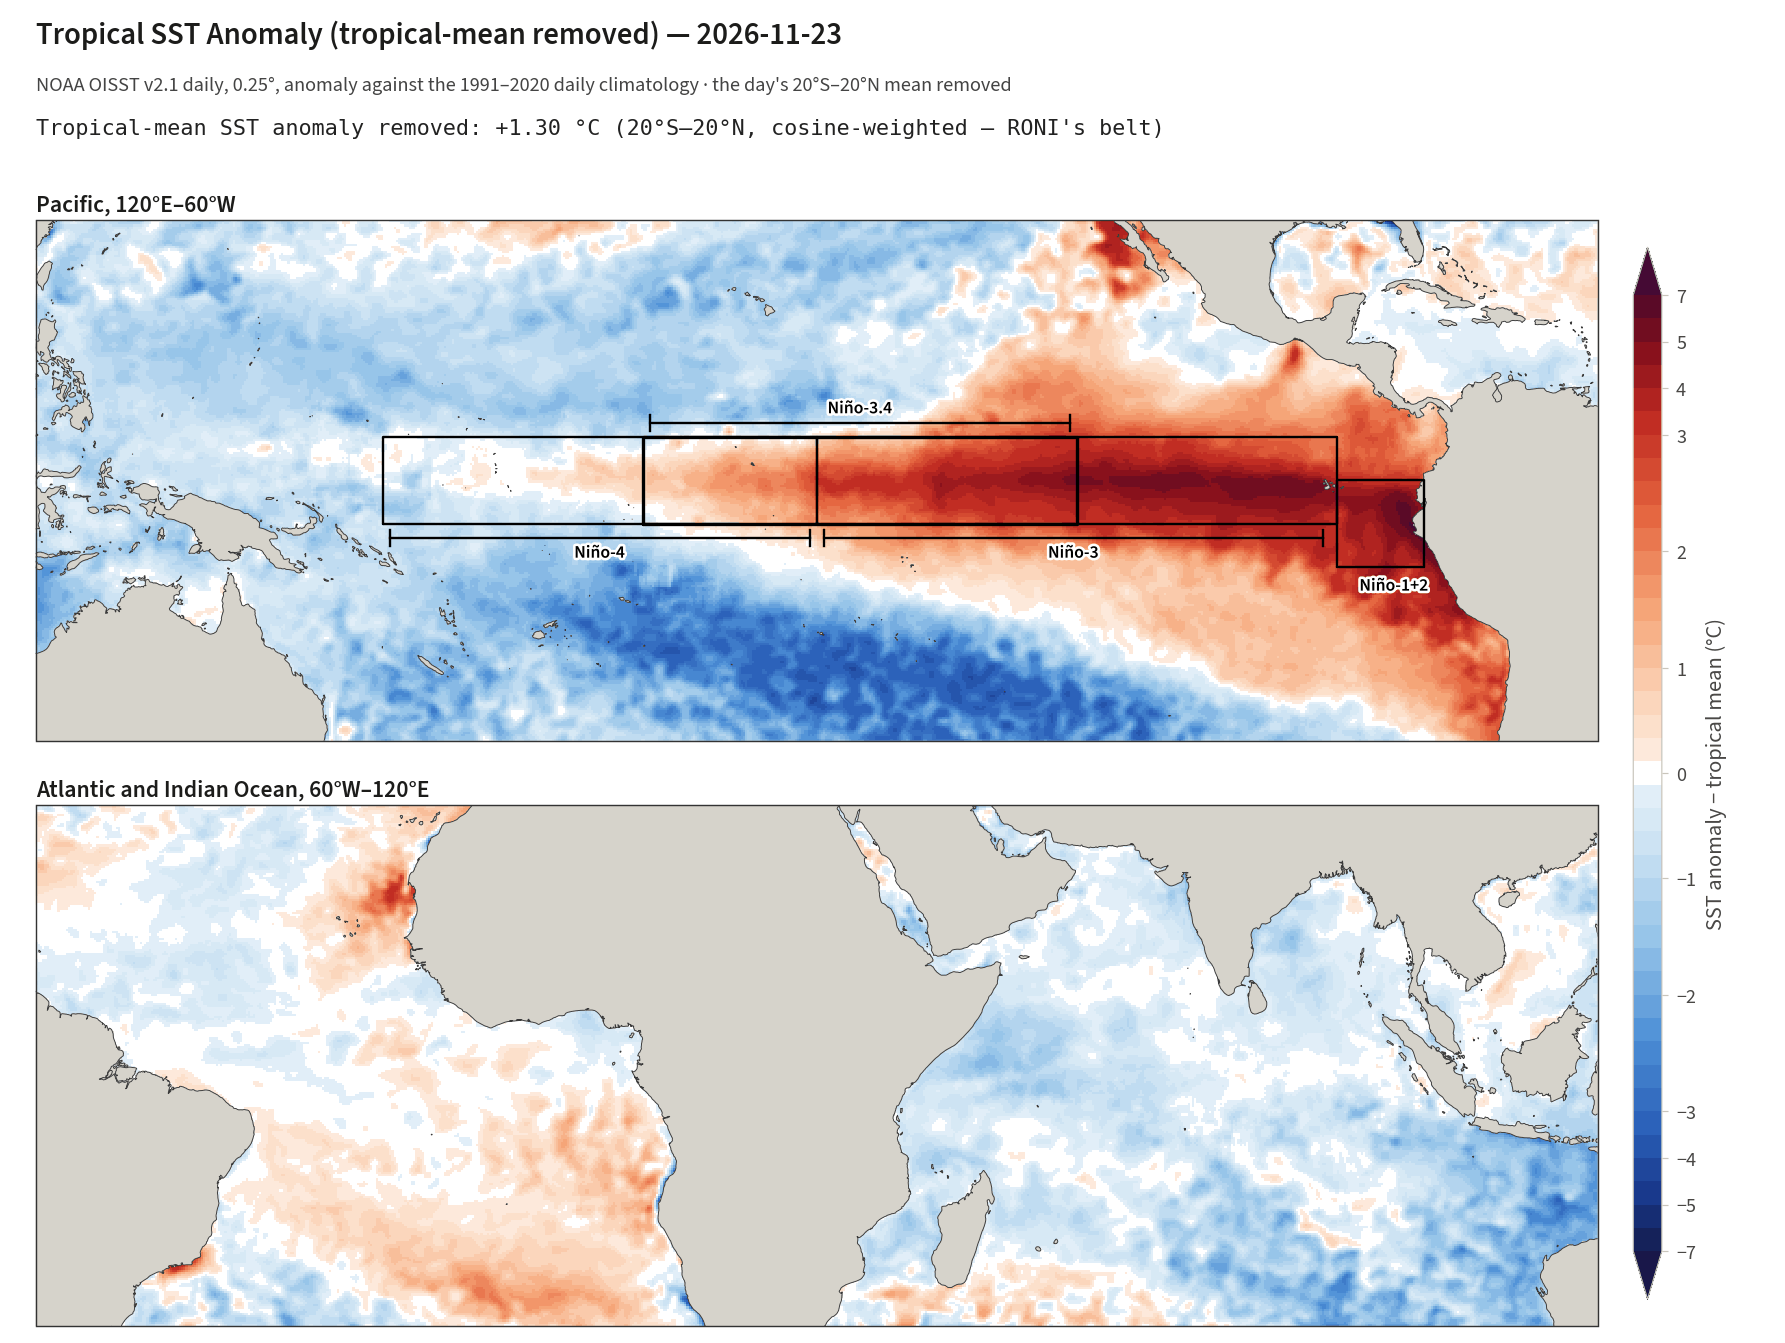 Tropical SST Anomaly (tropical-mean removed) — 2026-11-23
NOAA OISST v2.1 daily, 0.25°, anomaly against the 1991–2020 daily climatology · the day's 20°S–20°N mean removed
Tropical-mean SST anomaly removed: +1.30 °C (20°S–20°N, cosine-weighted — RONI's belt)
Pacific, 120°E–60°W
Niño-3.4
Niño-4
Niño-3
Niño-1+2
Atlantic and Indian Ocean, 60°W–120°E
7
5
4
3
2
1
0
−1
−2
−3
−4
−5
−7
SST anomaly − tropical mean (°C)